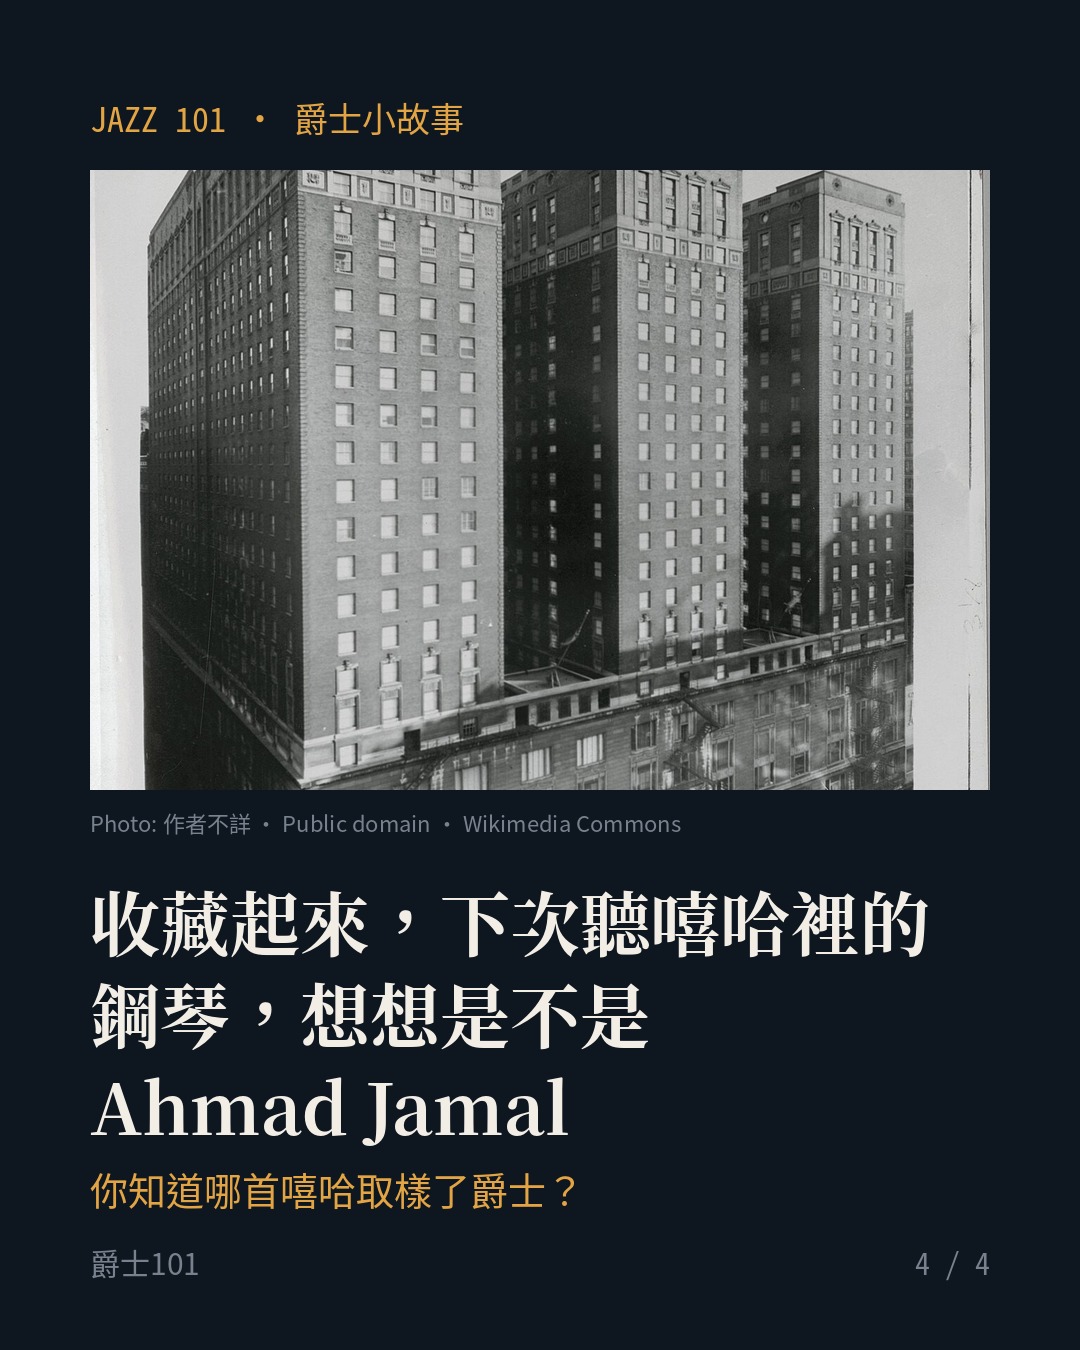 JAZZ 101 · 爵士小故事
Photo: 作者不詳 · Public domain · Wikimedia Commons
收藏起來，下次聽嘻哈裡的
鋼琴，想想是不是
Ahmad Jamal
你知道哪首嘻哈取樣了爵士？
爵士101
4 / 4